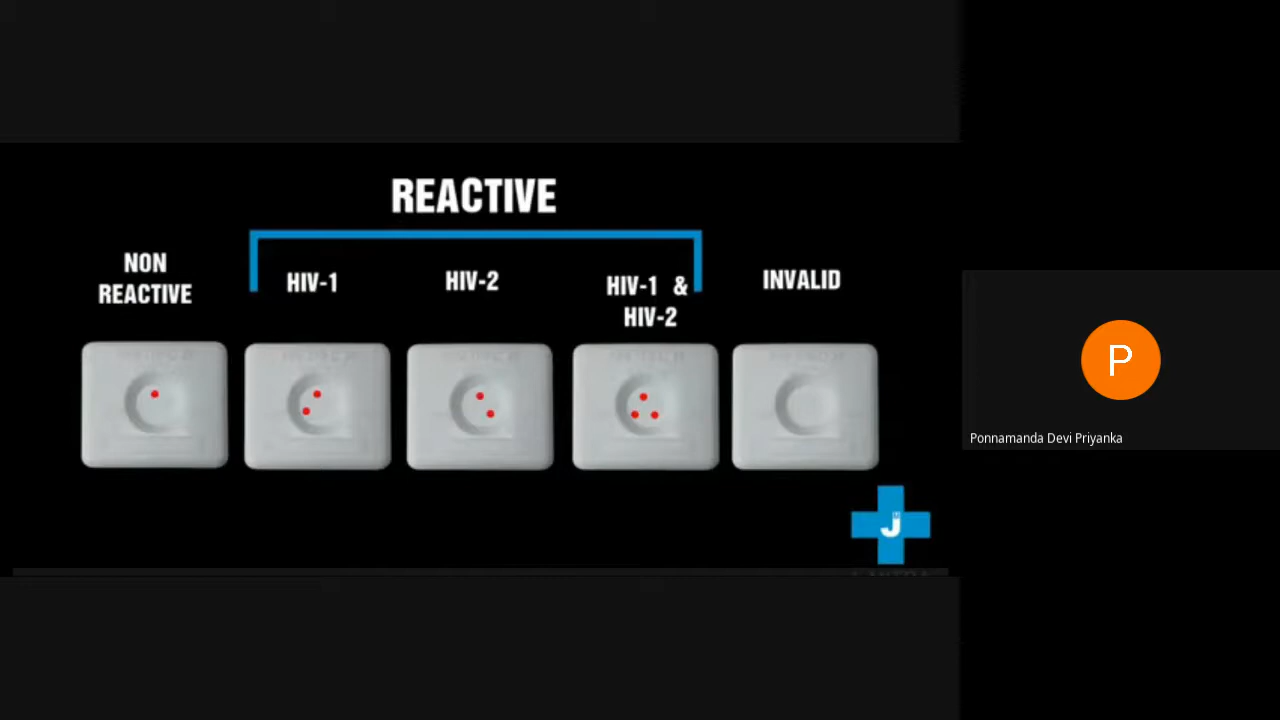 REACTIVE
NON
REACTIVE
HIV-1
HIV-2
HIV-1 &
HIV-2
INVALID
P
Ponnamanda Devi Priyanka
J